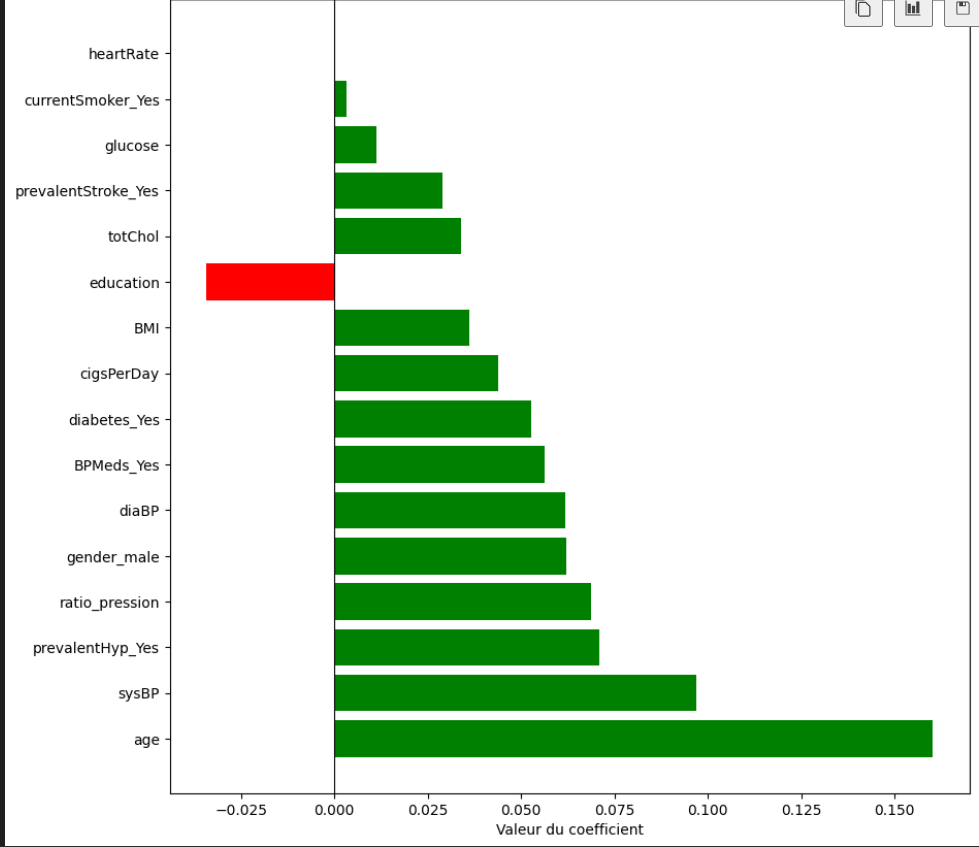 heartRate
currentSmoker_Yes
glucose
prevalentStroke_Yes
totChol
education
BMI
cigsPerDay
diabetes_Yes
BPMeds_Yes
diaBP
gender_male
ratio_pression
prevalentHyp_Yes
sysBP
age
−0.025 0.000 0.025 0.050 0.075 0.100 0.125 0.150
Valeur du coefficient